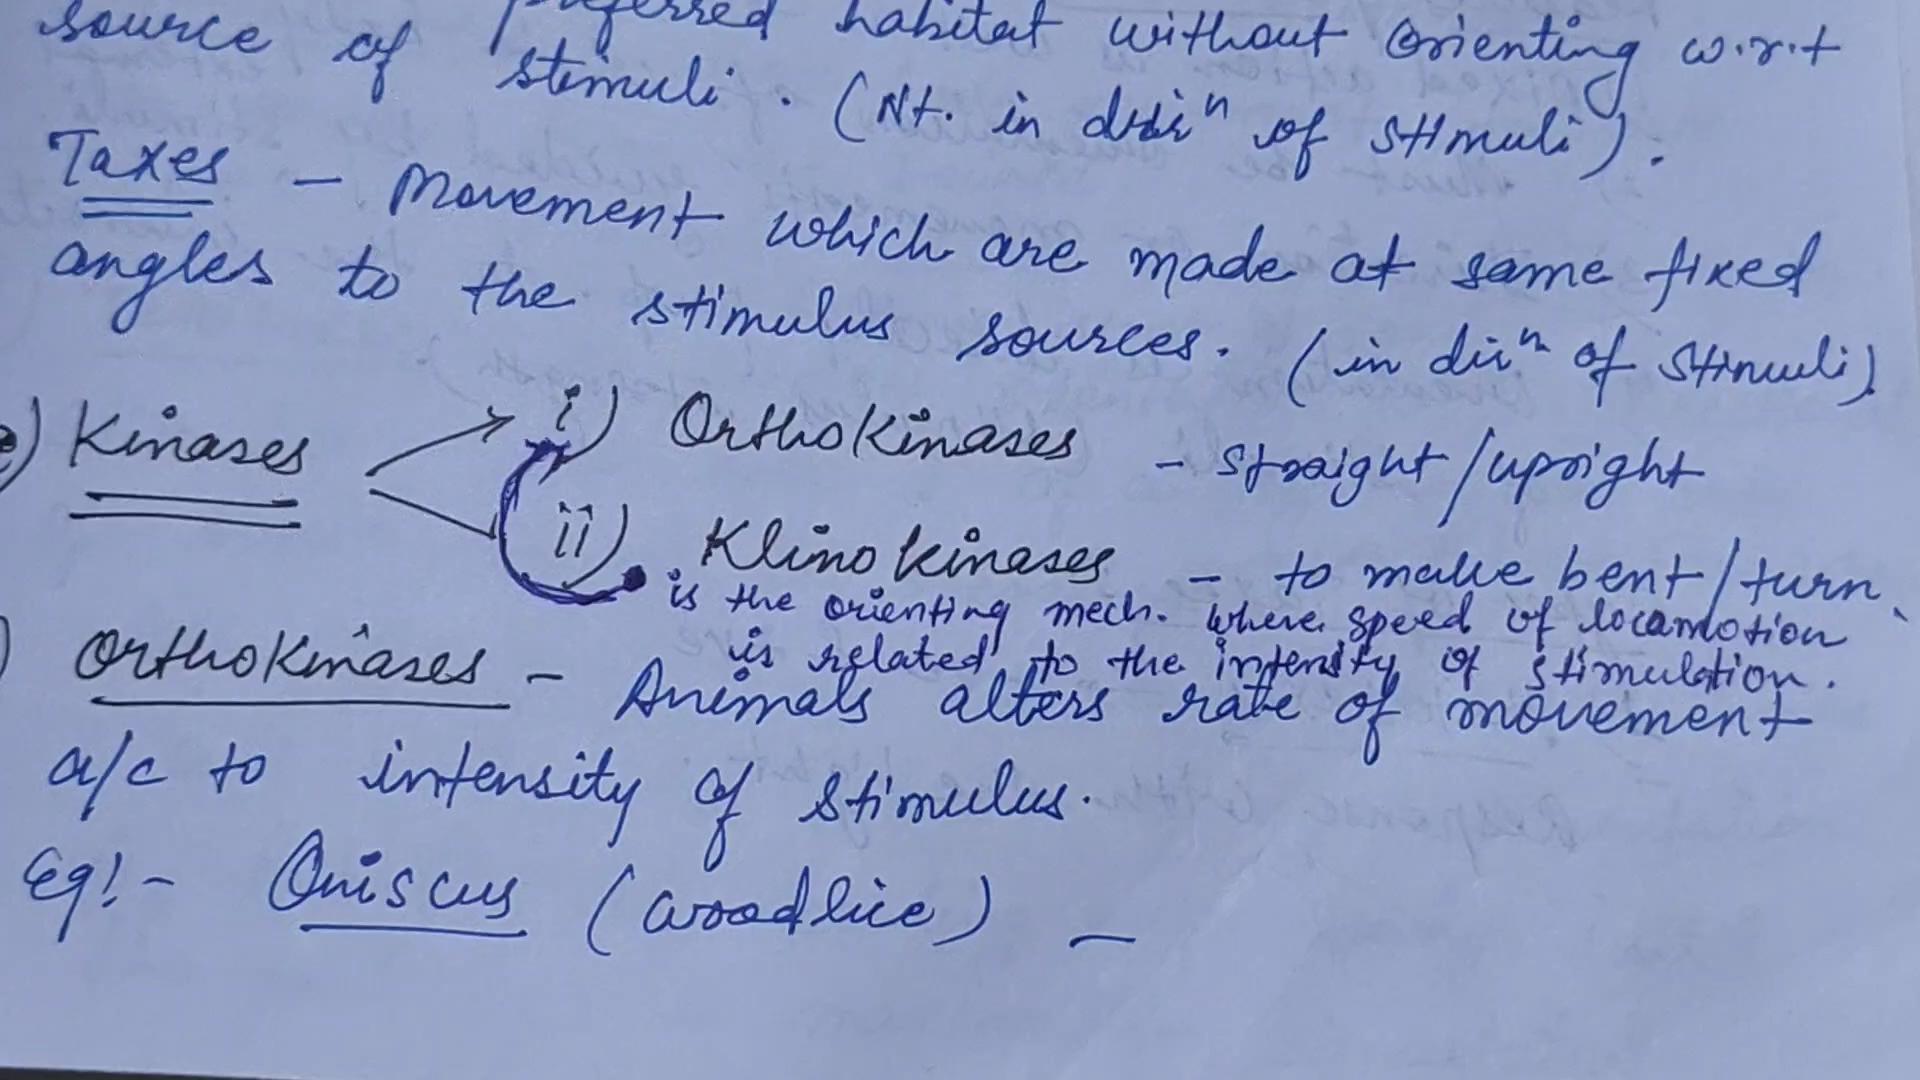 source of preferred habitat without orienting w.r.t
stimuli. (Nt. in dirⁿ of stimuli).
Taxes - Movement which are made at same fixed
angles to the stimulus sources. (in dirⁿ of stimuli)
e) Kinases i) Orthokinases - straight/upright
ii) Klinokinases - to make bent/turn
is the orienting mech. where speed of locamotion
is related to the intensity of stimulation.
) Orthokinases - Animals alters rate of movement
a/c to intensity of stimulus.
Eg!- Oniscus (woodlice) -